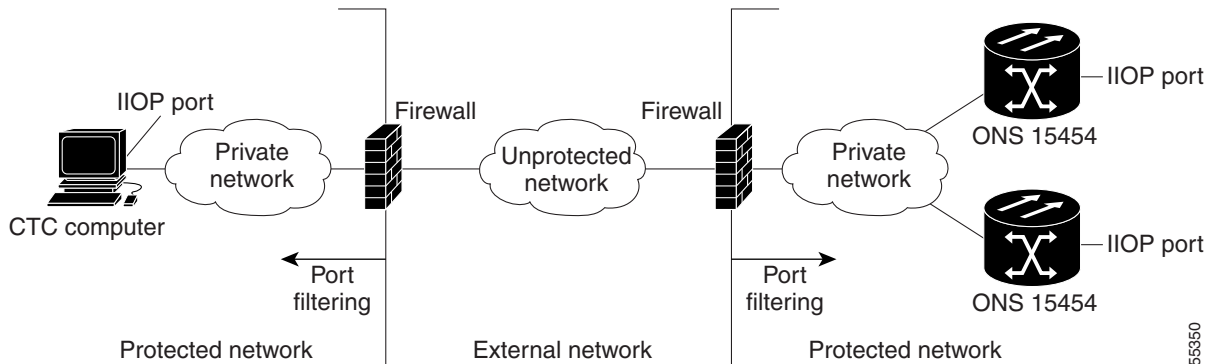 IIOP port
Private
network
CTC computer
Firewall
Port
filtering
Protected network
Unprotected
network
External network
Firewall
Port
filtering
Private
network
ONS 15454
IIOP port
ONS 15454
IIOP port
Protected network
55350